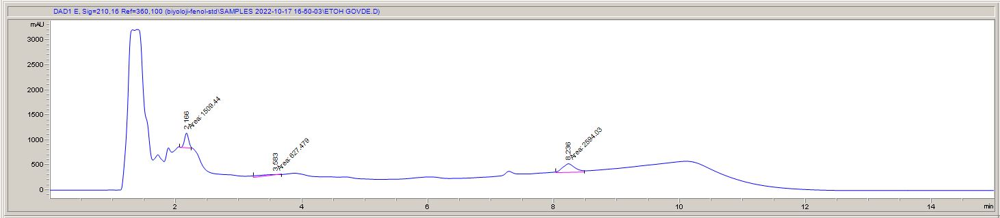 DAD1 E, Sig=210,16 Ref=360,100 (biyoloji-fenol-std\SAMPLES 2022-10-17 16-50-03\ETOH GOVDE.D)
mAU
3000
2500
2000
1500
1000
500
0
2.166
Area: 1509.44
3.583
Area: 627.479
8.236
Area: 2594.03
2
4
6
8
10
12
14
min